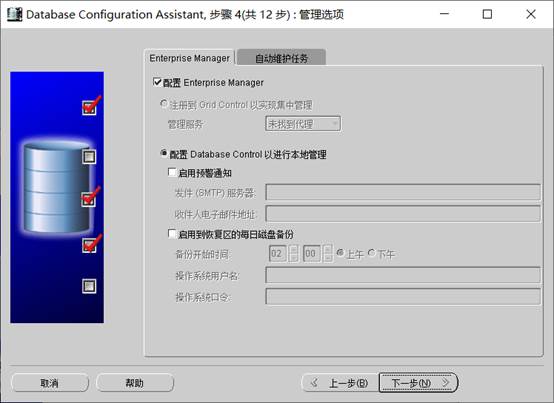 Database Configuration Assistant, 步骤 4(共 12 步) : 管理选项
Enterprise Manager 自动维护任务
配置 Enterprise Manager
注册到 Grid Control 以实现集中管理
管理服务 未找到代理
配置 Database Control 以进行本地管理
启用预警通知
发件 (SMTP) 服务器:
收件人电子邮件地址:
启用到恢复区的每日磁盘备份
备份开始时间: 02 00 上午 下午
操作系统用户名:
操作系统口令:
取消 帮助 上一步(B) 下一步(N)